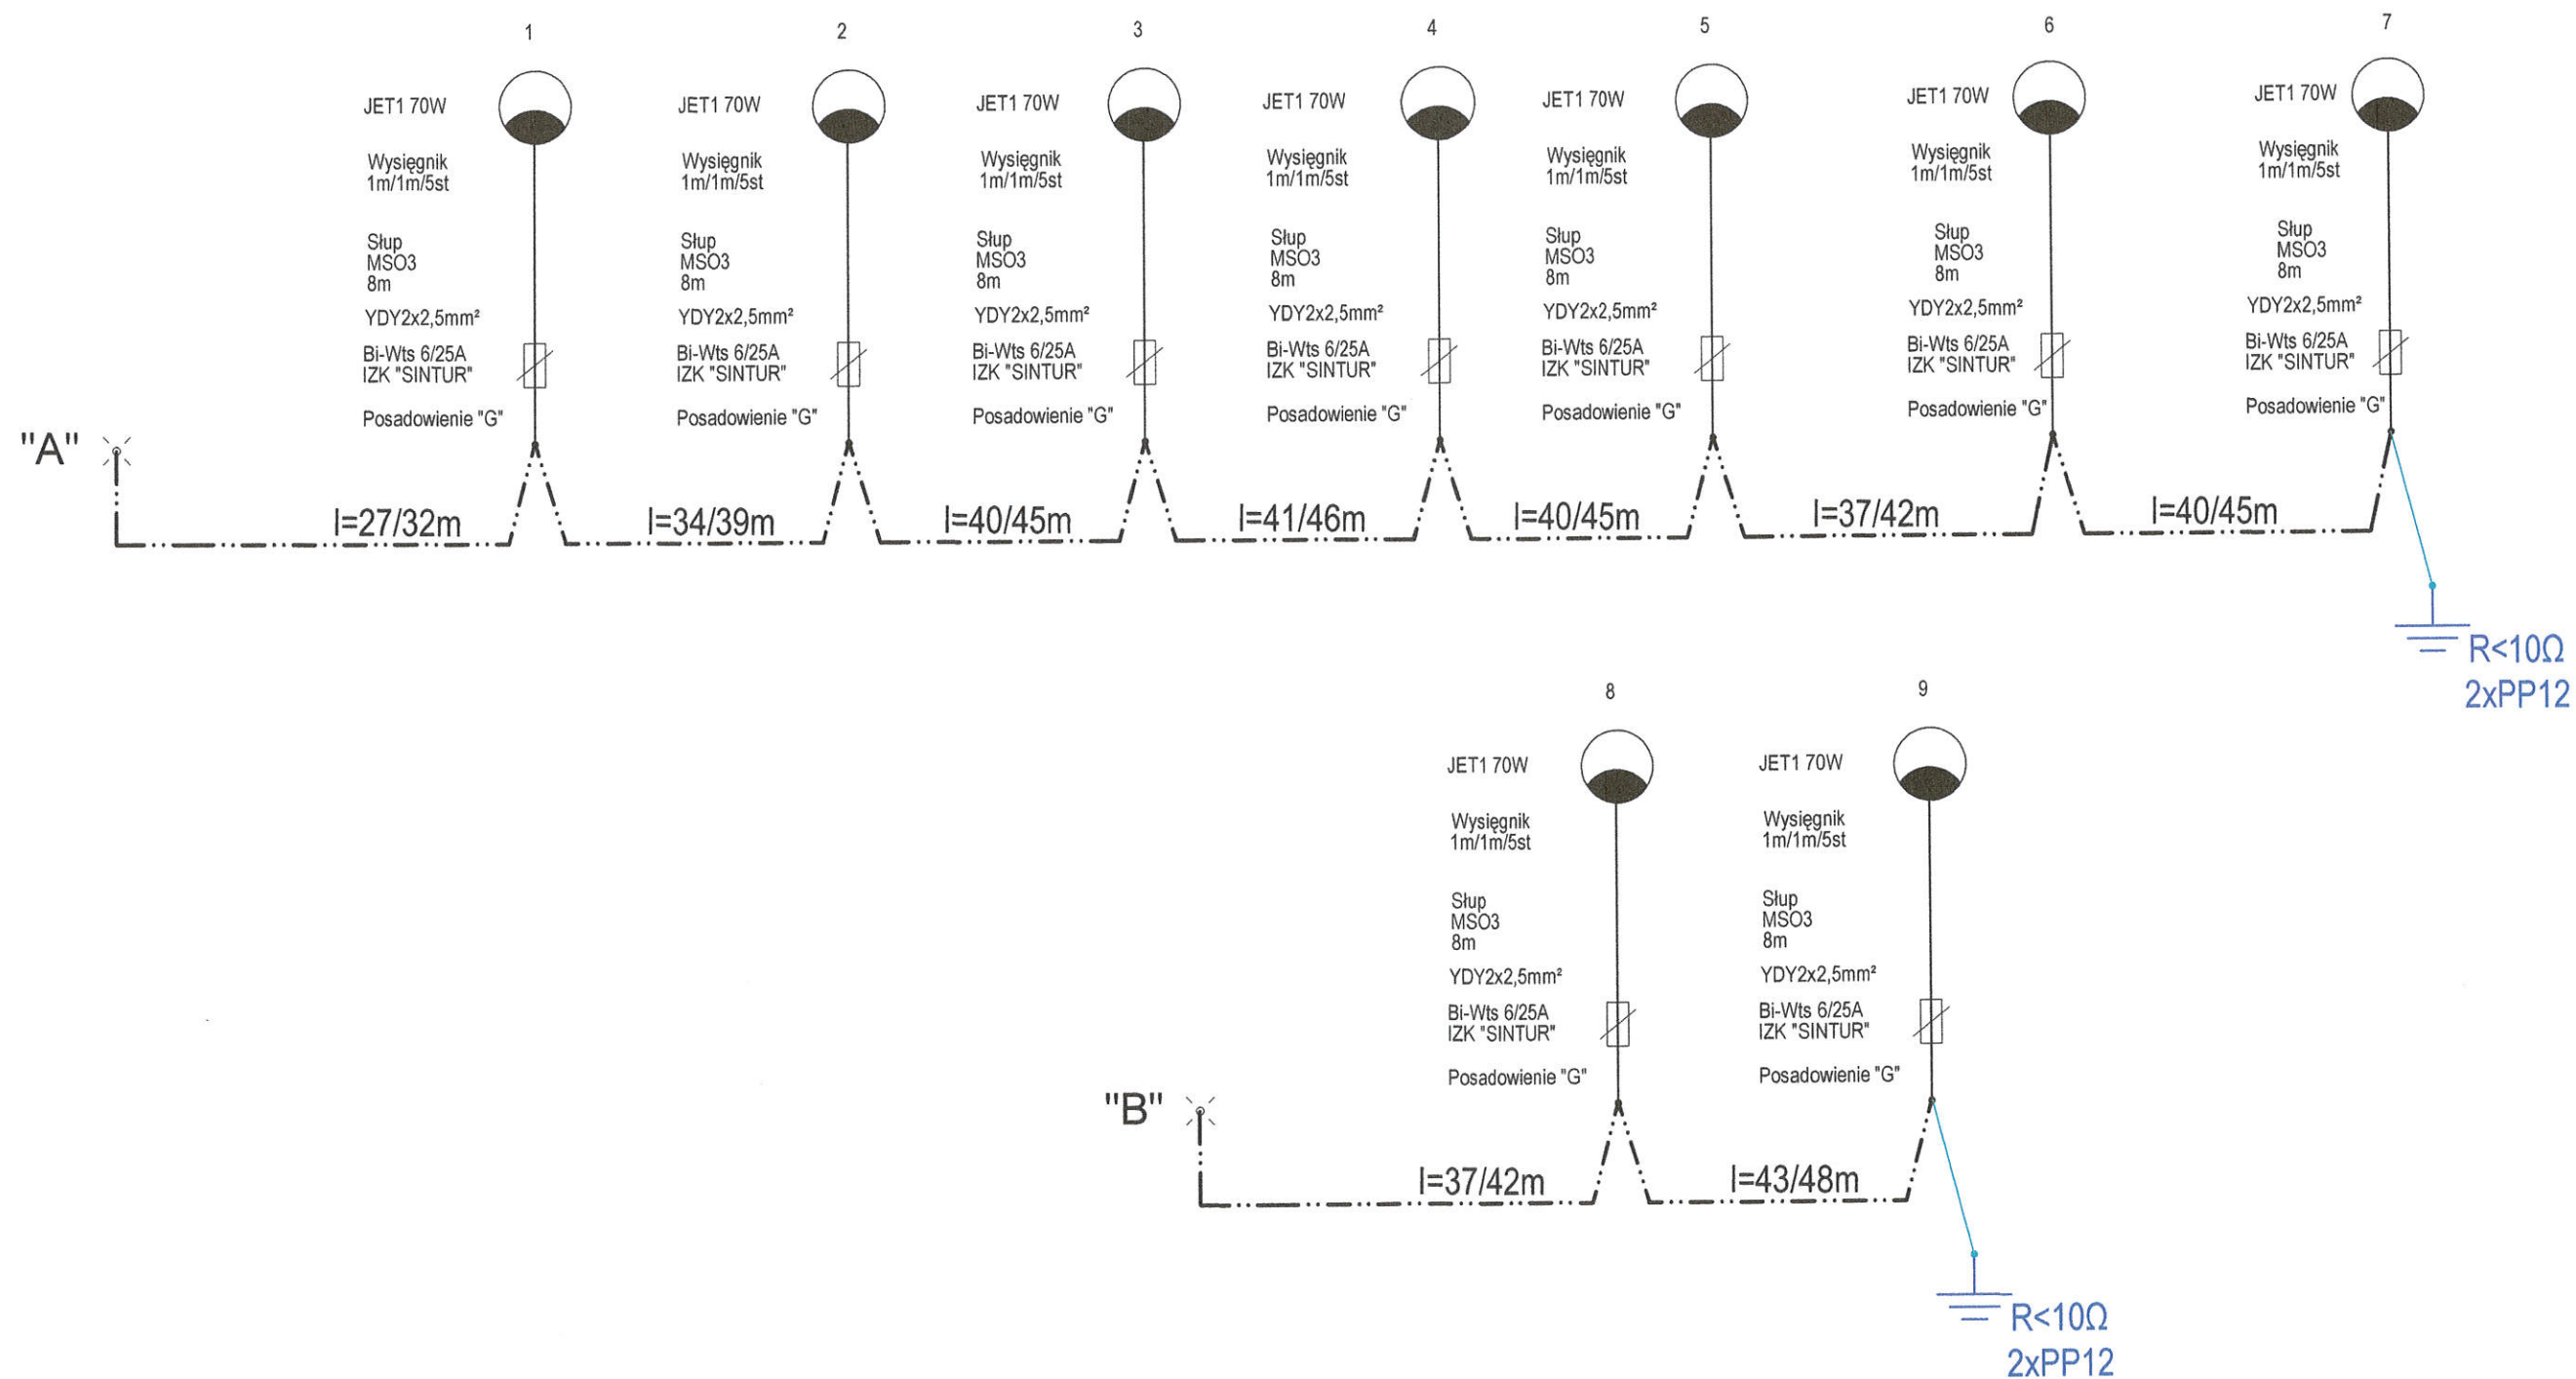 1
2
3
4
5
6
7
JET1 70W
Wysięgnik
1m/1m/5st
Słup
MSO3
8m
YDY2x2,5mm²
Bi-Wts 6/25A
IZK "SINTUR"
Posadowienie "G"
JET1 70W
Wysięgnik
1m/1m/5st
Słup
MSO3
8m
YDY2x2,5mm²
Bi-Wts 6/25A
IZK "SINTUR"
Posadowienie "G"
JET1 70W
Wysięgnik
1m/1m/5st
Słup
MSO3
8m
YDY2x2,5mm²
Bi-Wts 6/25A
IZK "SINTUR"
Posadowienie "G"
JET1 70W
Wysięgnik
1m/1m/5st
Słup
MSO3
8m
YDY2x2,5mm²
Bi-Wts 6/25A
IZK "SINTUR"
Posadowienie "G"
JET1 70W
Wysięgnik
1m/1m/5st
Słup
MSO3
8m
YDY2x2,5mm²
Bi-Wts 6/25A
IZK "SINTUR"
Posadowienie "G"
JET1 70W
Wysięgnik
1m/1m/5st
Słup
MSO3
8m
YDY2x2,5mm²
Bi-Wts 6/25A
IZK "SINTUR"
Posadowienie "G"
JET1 70W
Wysięgnik
1m/1m/5st
Słup
MSO3
8m
YDY2x2,5mm²
Bi-Wts 6/25A
IZK "SINTUR"
Posadowienie "G"
"A"
l=27/32m
l=34/39m
l=40/45m
l=41/46m
l=40/45m
l=37/42m
l=40/45m
R<10Ω
2xPP12
8
9
JET1 70W
Wysięgnik
1m/1m/5st
Słup
MSO3
8m
YDY2x2,5mm²
Bi-Wts 6/25A
IZK "SINTUR"
Posadowienie "G"
JET1 70W
Wysięgnik
1m/1m/5st
Słup
MSO3
8m
YDY2x2,5mm²
Bi-Wts 6/25A
IZK "SINTUR"
Posadowienie "G"
"B"
l=37/42m
l=43/48m
R<10Ω
2xPP12